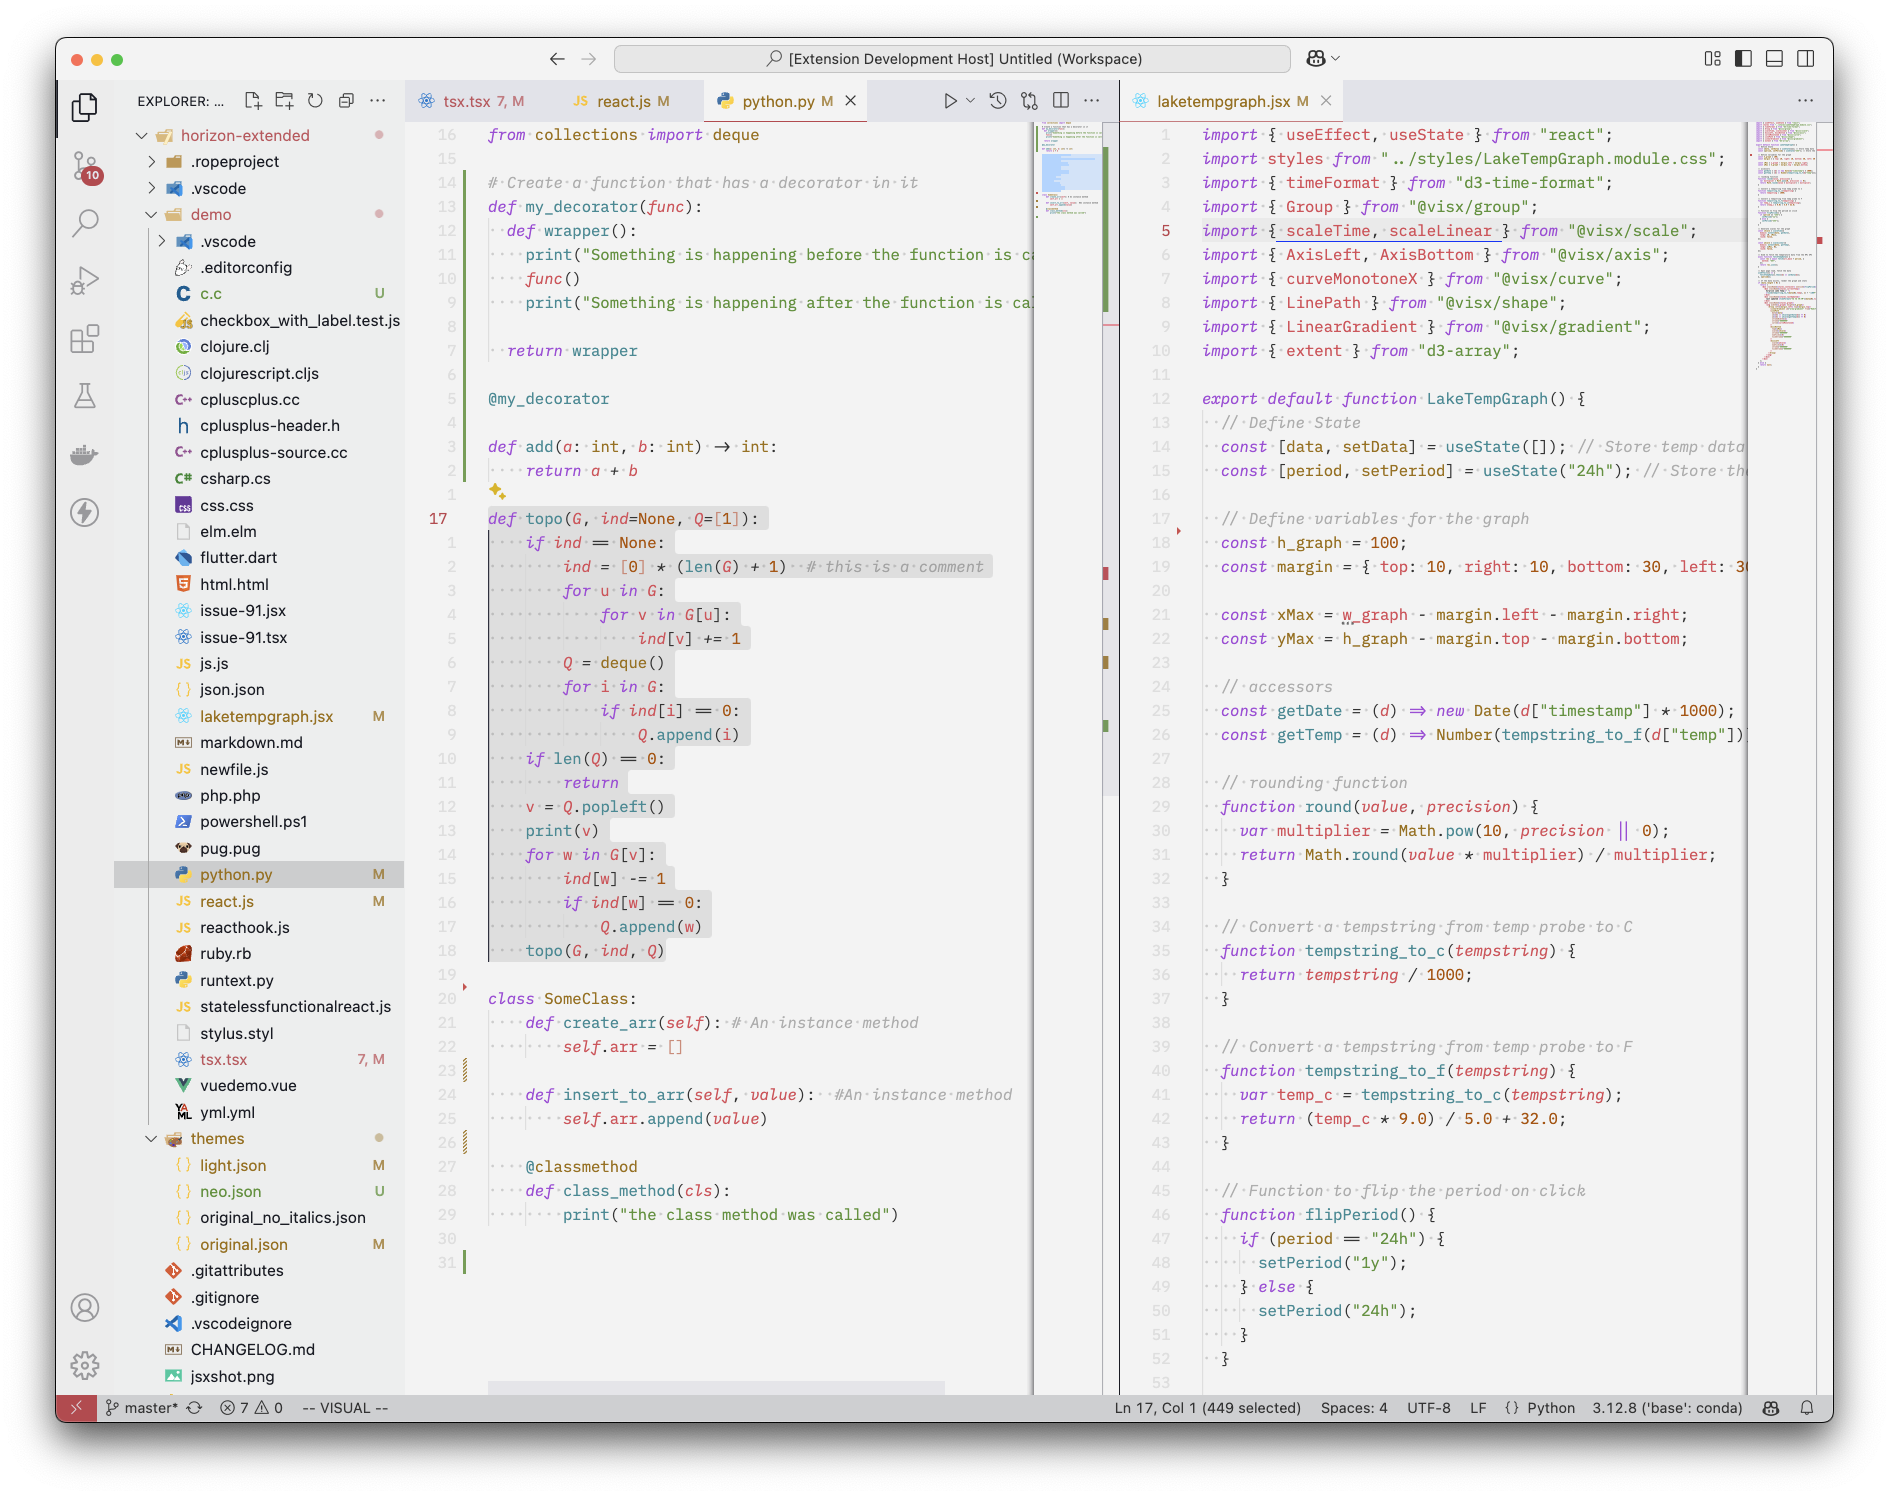 [Extension Development Host] Untitled (Workspace)
EXPLORER: ...
horizon-extended
.ropeproject
.vscode
demo
.vscode
.editorconfig
c.c U
checkbox_with_label.test.js
clojure.clj
clojurescript.cljs
cpluscplus.cc
cplusplus-header.h
cplusplus-source.cc
csharp.cs
css.css
elm.elm
flutter.dart
html.html
issue-91.jsx
issue-91.tsx
js.js
json.json
laketempgraph.jsx M
markdown.md
newfile.js
php.php
powershell.ps1
pug.pug
python.py M
react.js M
reacthook.js
ruby.rb
runtext.py
statelessfunctionalreact.js
stylus.styl
tsx.tsx 7, M
vuedemo.vue
yml.yml
themes
light.json M
neo.json U
original_no_italics.json
original.json M
.gitattributes
.gitignore
.vscodeignore
CHANGELOG.md
jsxshot.png
10
tsx.tsx 7, M
JS react.js M
python.py M
16 from collections import deque
15
14 # Create a function that has a decorator in it
13 def my_decorator(func):
12 def wrapper():
11 print("Something is happening before the function is ca
10 func()
9 print("Something is happening after the function is cal
8
7 return wrapper
6
5 @my_decorator
4
3 def add(a: int, b: int) -> int:
2 return a + b
1
17 def topo(G, ind=None, Q=[1]):
1 if ind == None:
2 ind = [0] * (len(G) + 1) # this is a comment
3 for u in G:
4 for v in G[u]:
5 ind[v] += 1
6 Q = deque()
7 for i in G:
8 if ind[i] == 0:
9 Q.append(i)
10 if len(Q) == 0:
11 return
12 v = Q.popleft()
13 print(v)
14 for w in G[v]:
15 ind[w] -= 1
16 if ind[w] == 0:
17 Q.append(w)
18 topo(G, ind, Q)
19
20 class SomeClass:
21 def create_arr(self): # An instance method
22 self.arr = []
23
24 def insert_to_arr(self, value): #An instance method
25 self.arr.append(value)
26
27 @classmethod
28 def class_method(cls):
29 print("the class method was called")
30
31
laketempgraph.jsx M
1 import { useEffect, useState } from "react";
2 import styles from "../styles/LakeTempGraph.module.css";
3 import { timeFormat } from "d3-time-format";
4 import { Group } from "@visx/group";
5 import { scaleTime, scaleLinear } from "@visx/scale";
6 import { AxisLeft, AxisBottom } from "@visx/axis";
7 import { curveMonotoneX } from "@visx/curve";
8 import { LinePath } from "@visx/shape";
9 import { LinearGradient } from "@visx/gradient";
10 import { extent } from "d3-array";
11
12 export default function LakeTempGraph() {
13 // Define State
14 const [data, setData] = useState([]); // Store temp data
15 const [period, setPeriod] = useState("24h"); // Store the
16
17 // Define variables for the graph
18 const h_graph = 100;
19 const margin = { top: 10, right: 10, bottom: 30, left: 30
20
21 const xMax = w_graph - margin.left - margin.right;
22 const yMax = h_graph - margin.top - margin.bottom;
23
24 // accessors
25 const getDate = (d) => new Date(d["timestamp"] * 1000);
26 const getTemp = (d) => Number(tempstring_to_f(d["temp"])
27
28 // rounding function
29 function round(value, precision) {
30 var multiplier = Math.pow(10, precision || 0);
31 return Math.round(value * multiplier) / multiplier;
32 }
33
34 // Convert a tempstring from temp probe to C
35 function tempstring_to_c(tempstring) {
36 return tempstring / 1000;
37 }
38
39 // Convert a tempstring from temp probe to F
40 function tempstring_to_f(tempstring) {
41 var temp_c = tempstring_to_c(tempstring);
42 return (temp_c * 9.0) / 5.0 + 32.0;
43 }
44
45 // Function to flip the period on click
46 function flipPeriod() {
47 if (period == "24h") {
48 setPeriod("1y");
49 } else {
50 setPeriod("24h");
51 }
52 }
53
master* 7 0 -- VISUAL -- Ln 17, Col 1 (449 selected) Spaces: 4 UTF-8 LF {} Python 3.12.8 ('base': conda)